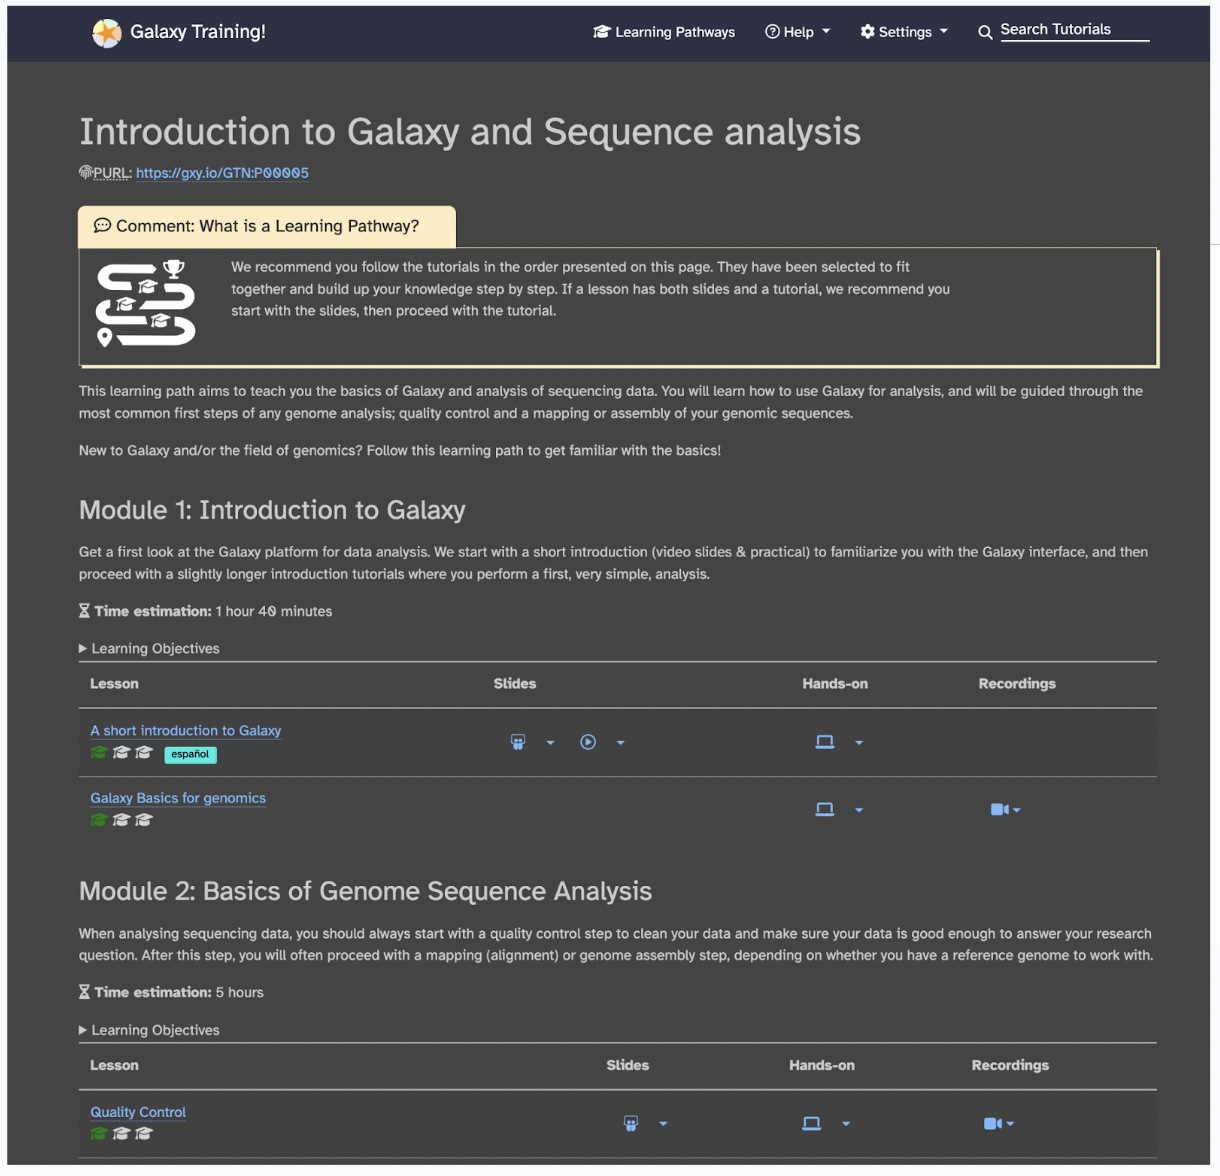 Galaxy Training!
Learning Pathways
Help
Settings
Search Tutorials
Introduction to Galaxy and Sequence analysis
PURL: https://gxy.io/GTN:P00005
Comment: What is a Learning Pathway?
We recommend you follow the tutorials in the order presented on this page. They have been selected to fit
together and build up your knowledge step by step. If a lesson has both slides and a tutorial, we recommend you
start with the slides, then proceed with the tutorial.
This learning path aims to teach you the basics of Galaxy and analysis of sequencing data. You will learn how to use Galaxy for analysis, and will be guided through the
most common first steps of any genome analysis; quality control and a mapping or assembly of your genomic sequences.
New to Galaxy and/or the field of genomics? Follow this learning path to get familiar with the basics!
Module 1: Introduction to Galaxy
Get a first look at the Galaxy platform for data analysis. We start with a short introduction (video slides & practical) to familiarize you with the Galaxy interface, and then
proceed with a slightly longer introduction tutorials where you perform a first, very simple, analysis.
Time estimation: 1 hour 40 minutes
Learning Objectives
Lesson Slides Hands-on Recordings
A short introduction to Galaxy
español
Galaxy Basics for genomics
Module 2: Basics of Genome Sequence Analysis
When analysing sequencing data, you should always start with a quality control step to clean your data and make sure your data is good enough to answer your research
question. After this step, you will often proceed with a mapping (alignment) or genome assembly step, depending on whether you have a reference genome to work with.
Time estimation: 5 hours
Learning Objectives
Lesson Slides Hands-on Recordings
Quality Control